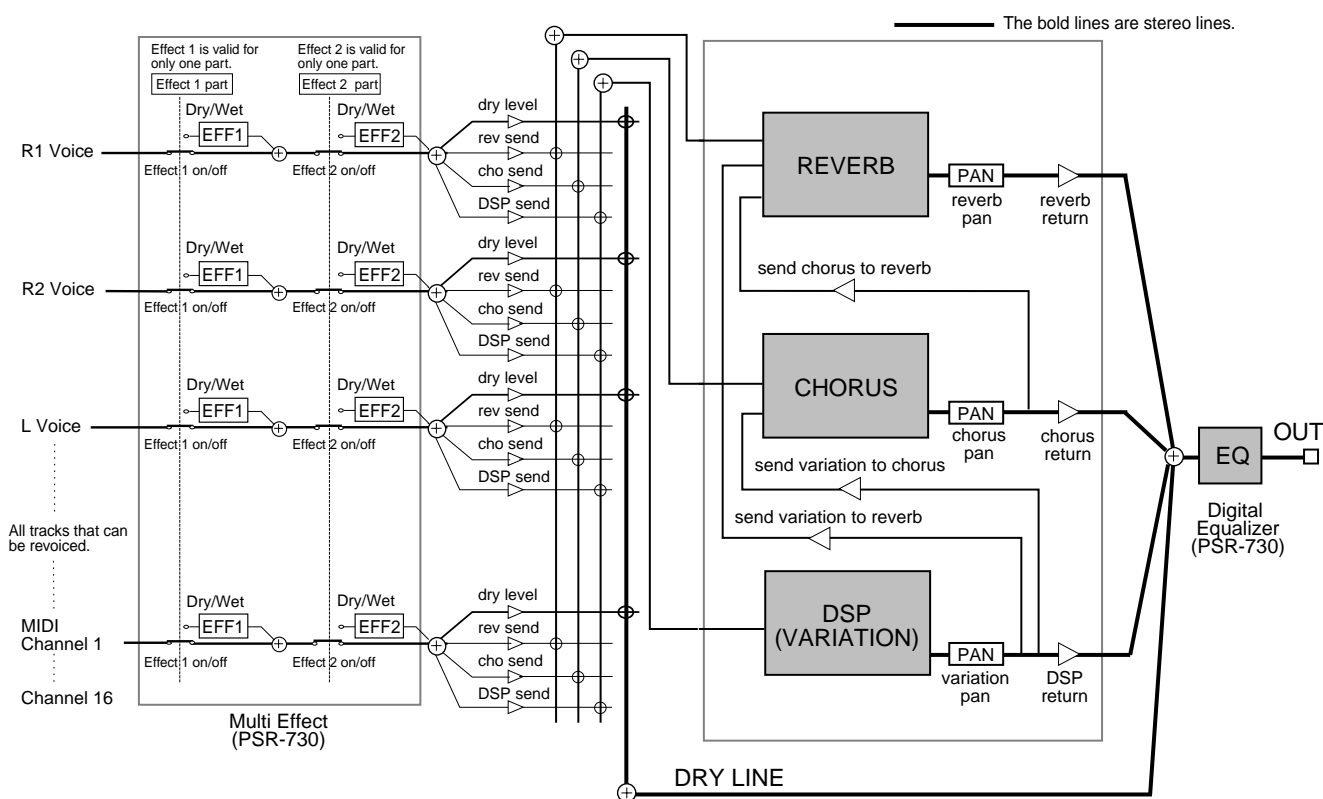 The bold lines are stereo lines.
Effect 1 is valid for
only one part.
Effect 2 is valid for
only one part.
Effect 1 part
Effect 2 part
Dry/Wet
EFF1
Dry/Wet
EFF2
R1 Voice
Effect 1 on/off
Effect 2 on/off
dry level
rev send
cho send
DSP send
Dry/Wet
EFF1
Dry/Wet
EFF2
R2 Voice
Effect 1 on/off
Effect 2 on/off
dry level
rev send
cho send
DSP send
Dry/Wet
EFF1
Dry/Wet
EFF2
L Voice
Effect 1 on/off
Effect 2 on/off
dry level
rev send
cho send
DSP send
All tracks that can
be revoiced.
Dry/Wet
EFF1
Dry/Wet
EFF2
MIDI
Channel 1
Effect 1 on/off
Effect 2 on/off
dry level
rev send
cho send
DSP send
Channel 16
Multi Effect
(PSR-730)
REVERB
PAN
reverb
pan
reverb
return
send chorus to reverb
CHORUS
PAN
chorus
pan
chorus
return
send variation to chorus
send variation to reverb
DSP
(VARIATION)
PAN
variation
pan
DSP
return
EQ
OUT
Digital
Equalizer
(PSR-730)
DRY LINE